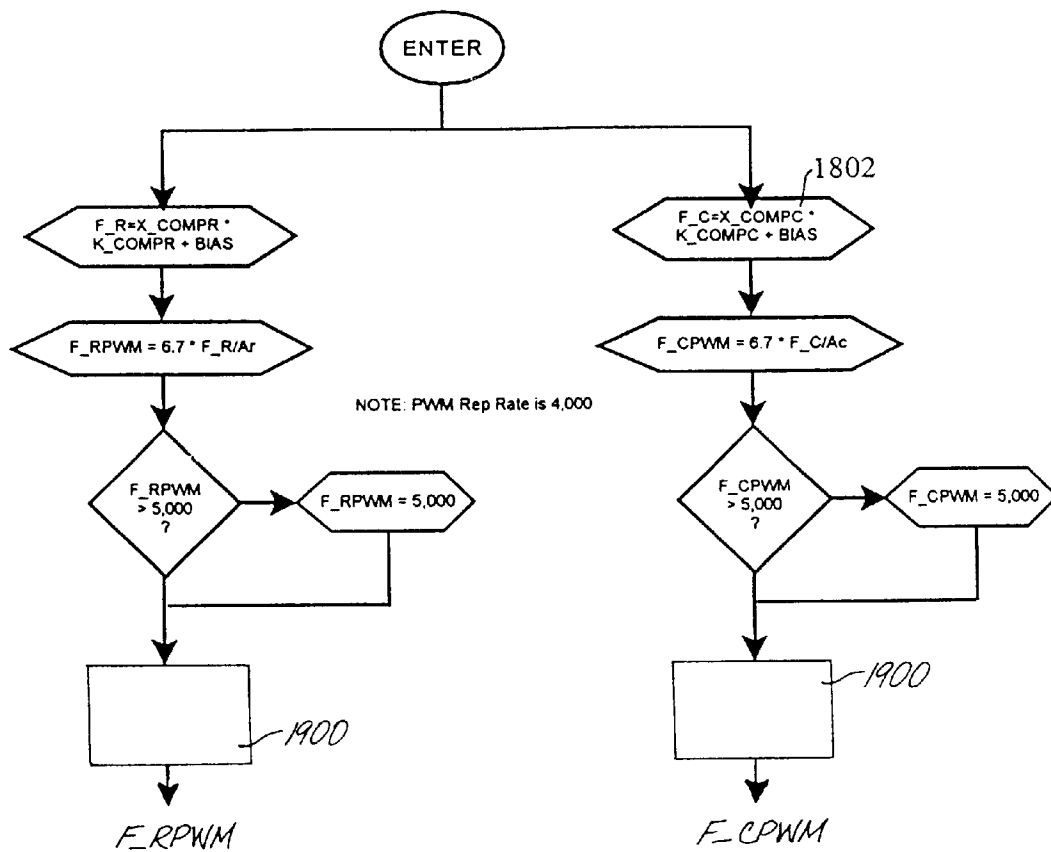 ENTER
F_R=X_COMPR *
K_COMPR + BIAS
1802
F_C=X_COMPC *
K_COMPC + BIAS
F_RPWM = 6.7 * F_R/Ar
F_CPWM = 6.7 * F_C/Ac
NOTE: PWM Rep Rate is 4,000
F_RPWM
> 5,000
?
F_RPWM = 5,000
F_CPWM
> 5,000
?
F_CPWM = 5,000
1900
1900
F_RPWM
F_CPWM